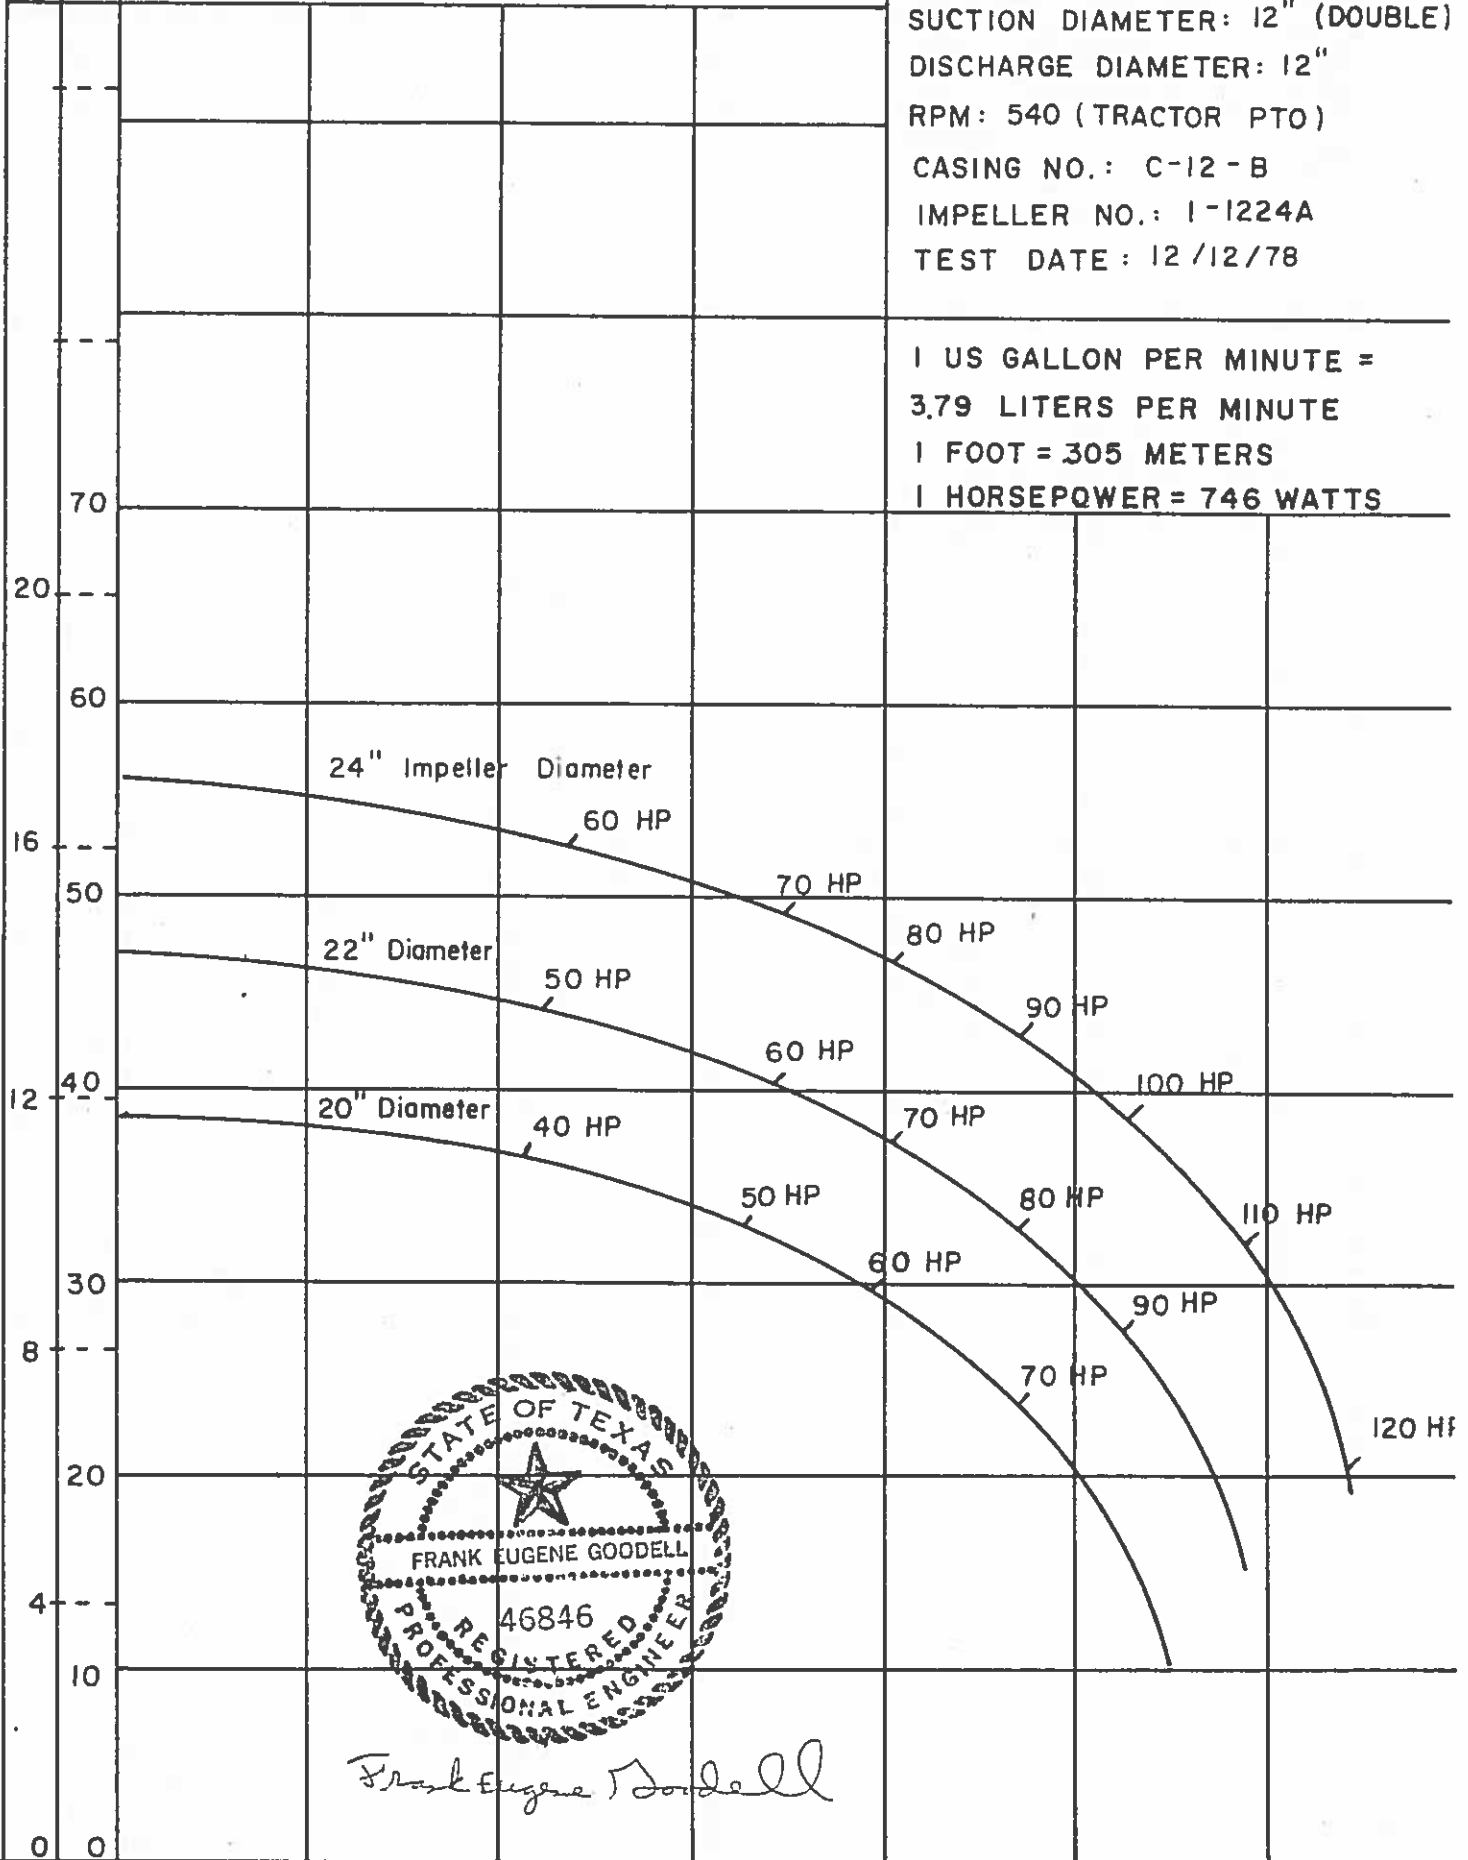 SUCTION DIAMETER: 12" (DOUBLE)
DISCHARGE DIAMETER: 12"
RPM: 540 (TRACTOR PTO)
CASING NO.: C-12-B
IMPELLER NO.: 1-1224A
TEST DATE: 12/12/78
1 US GALLON PER MINUTE =
3.79 LITERS PER MINUTE
1 FOOT = .305 METERS
1 HORSEPOWER = 746 WATTS
70
20
60
24" Impeller Diameter
60 HP
16
50
70 HP
80 HP
22" Diameter
50 HP
90 HP
60 HP
40
12
100 HP
20" Diameter
40 HP
70 HP
50 HP
80 HP
110 HP
60 HP
30
90 HP
8
70 HP
120 HP
20
STATE OF TEXAS
FRANK EUGENE GOODELL
46846
REGISTERED
PROFESSIONAL ENGINEER
4
10
Frank Eugene Goodell
0
0